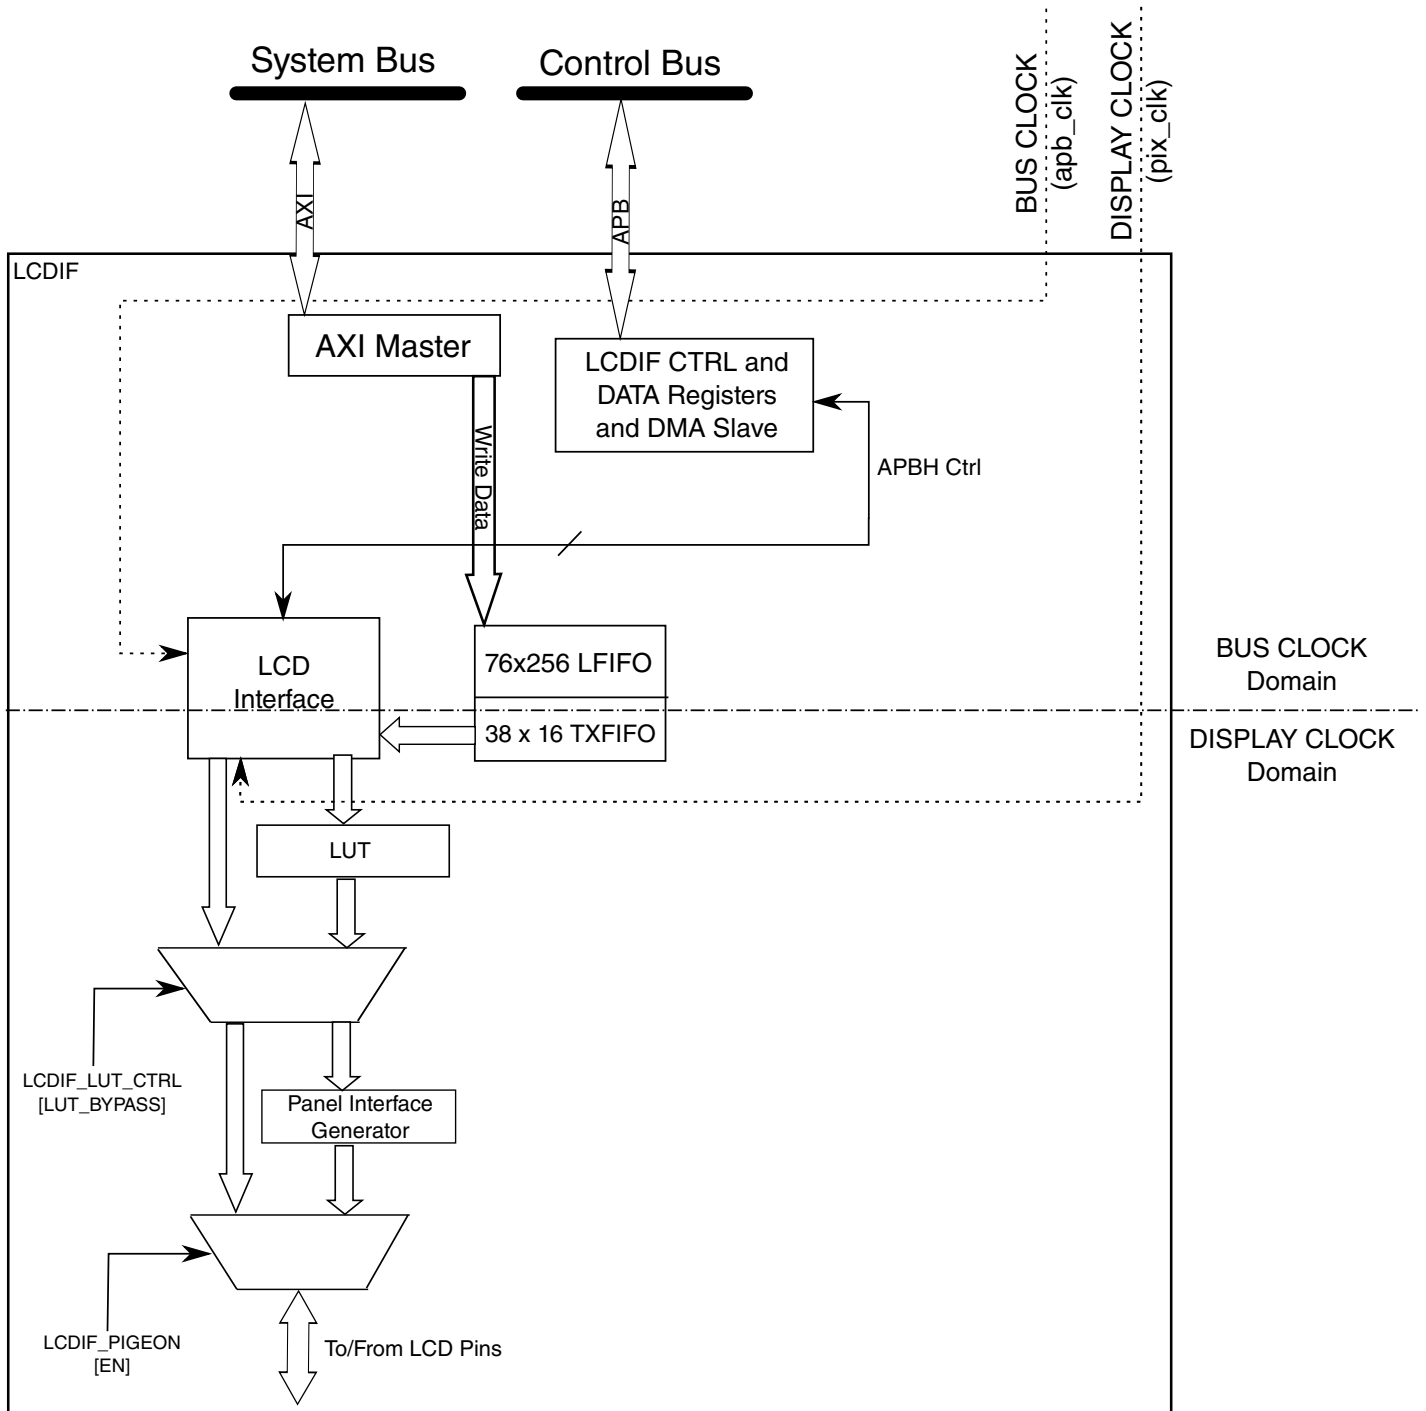 System Bus
Control Bus
BUS CLOCK
(apb_clk)
DISPLAY CLOCK
(pix_clk)
AXI
APB
LCDIF
AXI Master
LCDIF CTRL and
DATA Registers
and DMA Slave
Write Data
APBH Ctrl
LCD
Interface
76x256 LFIFO
38 x 16 TXFIFO
BUS CLOCK
Domain
DISPLAY CLOCK
Domain
LUT
LCDIF_LUT_CTRL
[LUT_BYPASS]
Panel Interface
Generator
LCDIF_PIGEON
[EN]
To/From LCD Pins